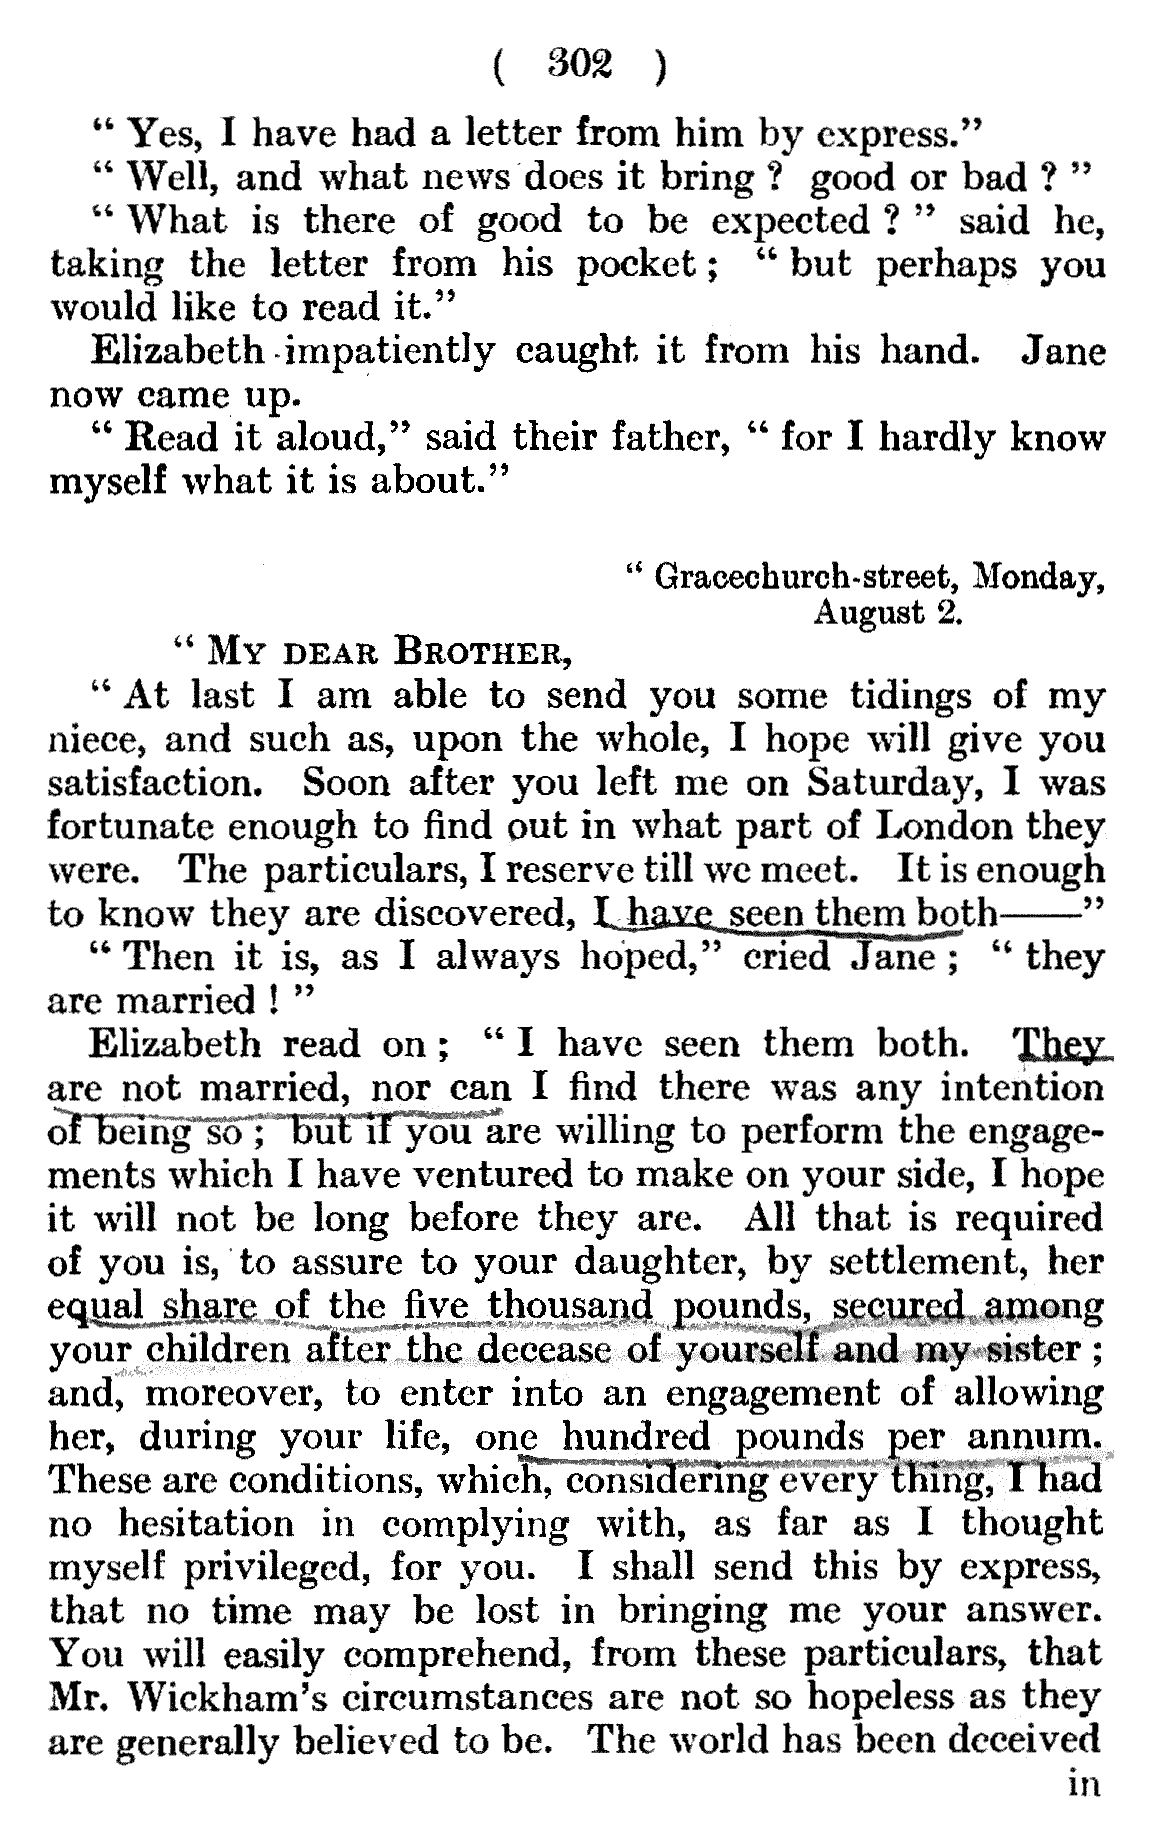 ( 302 )
“ Yes, I have had a letter from him by express.”
“ Well, and what news does it bring ? good or bad ? ”
“ What is there of good to be expected ? ” said he,
taking the letter from his pocket ; “ but perhaps you
would like to read it.”
Elizabeth impatiently caught it from his hand. Jane
now came up.
“ Read it aloud,” said their father, “ for I hardly know
myself what it is about.”
“ Gracechurch-street, Monday,
August 2.
“ MY DEAR BROTHER,
“ At last I am able to send you some tidings of my
niece, and such as, upon the whole, I hope will give you
satisfaction. Soon after you left me on Saturday, I was
fortunate enough to find out in what part of London they
were. The particulars, I reserve till we meet. It is enough
to know they are discovered, I have seen them both——”
“ Then it is, as I always hoped,” cried Jane ; “ they
are married ! ”
Elizabeth read on ; “ I have seen them both. They
are not married, nor can I find there was any intention
of being so ; but if you are willing to perform the engage-
ments which I have ventured to make on your side, I hope
it will not be long before they are. All that is required
of you is, to assure to your daughter, by settlement, her
equal share of the five thousand pounds, secured among
your children after the decease of yourself and my sister ;
and, moreover, to enter into an engagement of allowing
her, during your life, one hundred pounds per annum.
These are conditions, which, considering every thing, I had
no hesitation in complying with, as far as I thought
myself privileged, for you. I shall send this by express,
that no time may be lost in bringing me your answer.
You will easily comprehend, from these particulars, that
Mr. Wickham’s circumstances are not so hopeless as they
are generally believed to be. The world has been deceived
in